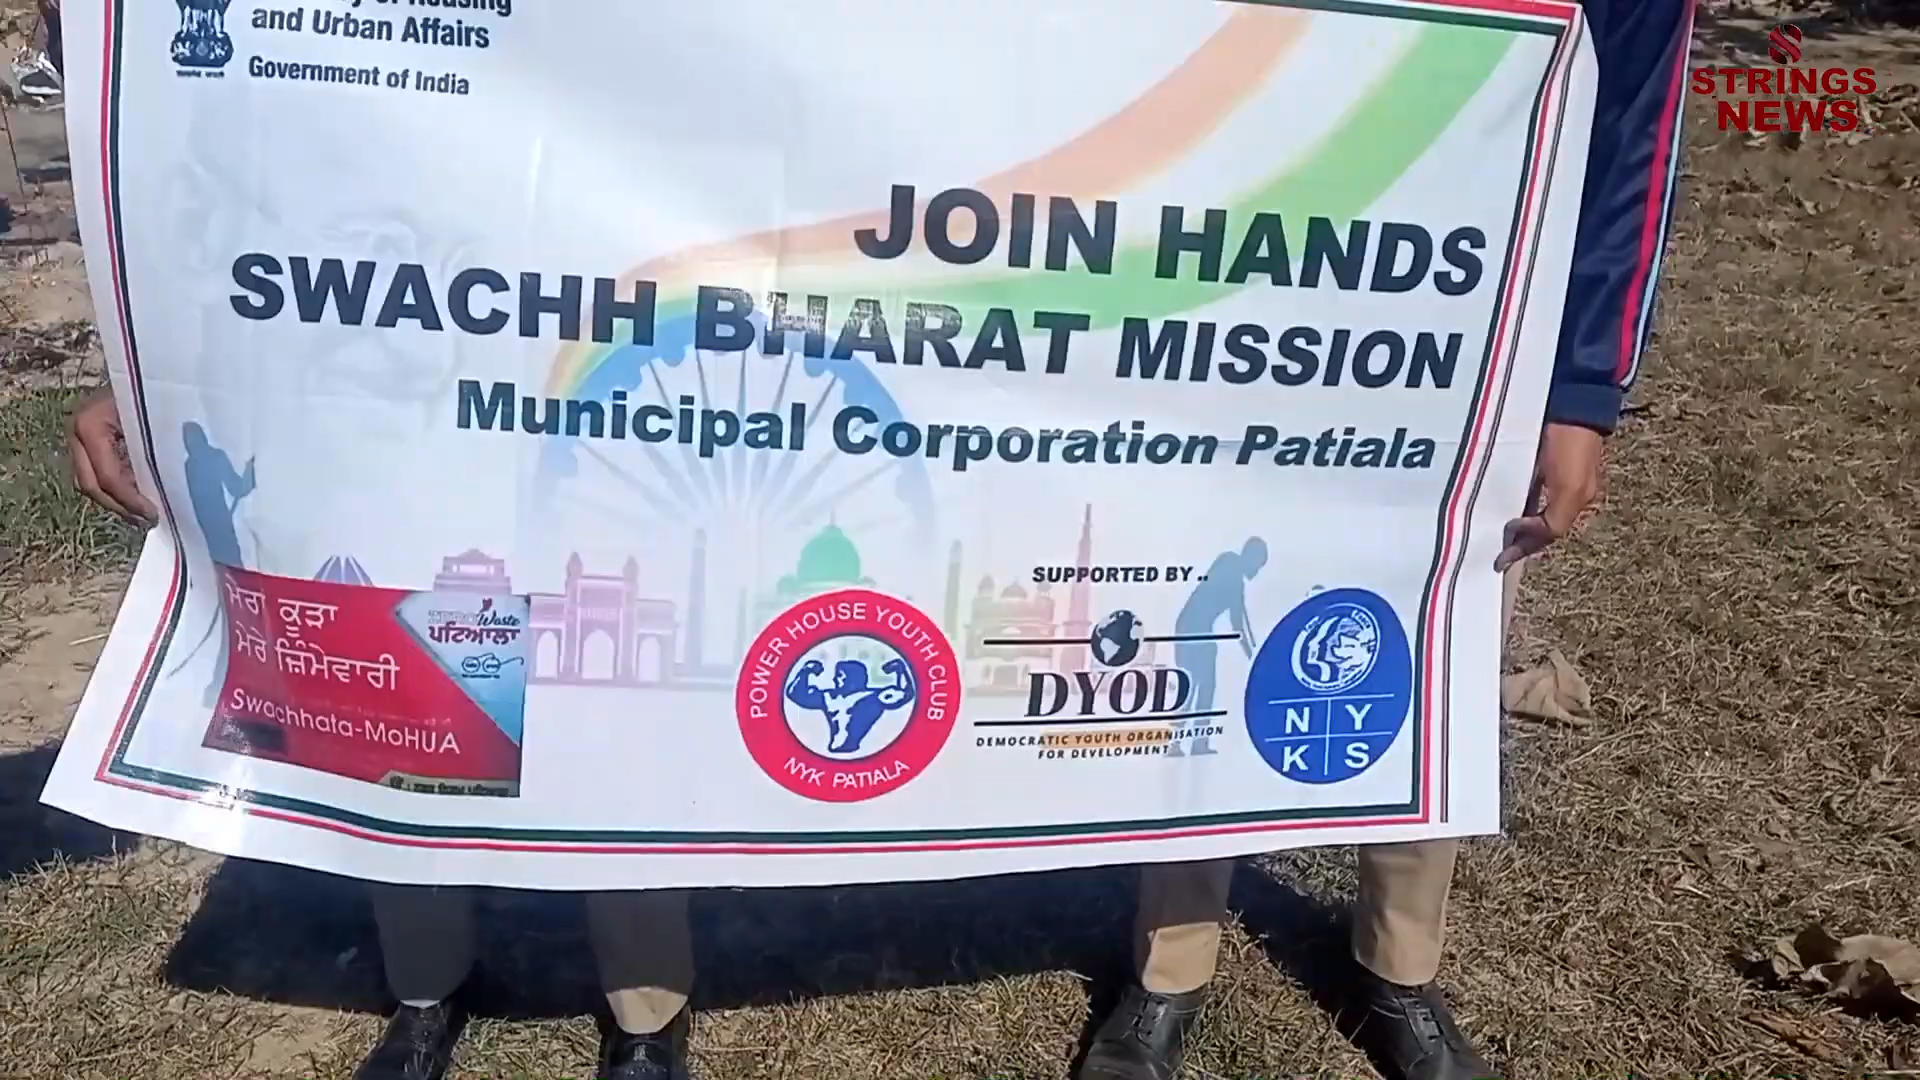 Housing
and Urban Affairs
Government of India
STRINGS
NEWS
JOIN HANDS
SWACHH BHARAT MISSION
Municipal Corporation Patiala
SUPPORTED BY ..
ਮੇਰਾ ਕੂੜਾ
ਮੇਰੇ ਜ਼ਿੰਮੇਵਾਰੀ
Swachhata-MoHUA
Waste
ਪਟਿਆਲਾ
POWER HOUSE YOUTH CLUB
NYK PATIALA
DYOD
DEMOCRATIC YOUTH ORGANISATION
FOR DEVELOPMENT
N Y
K S